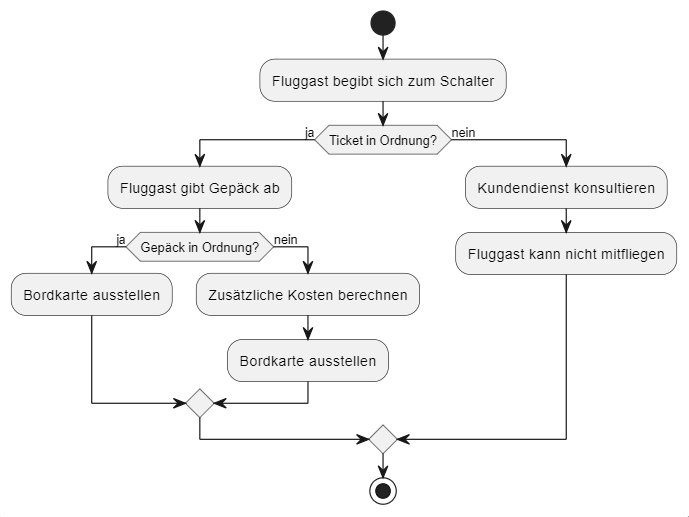 Fluggast begibt sich zum Schalter
ja
Ticket in Ordnung?
nein
Fluggast gibt Gepäck ab
Kundendienst konsultieren
ja
Gepäck in Ordnung?
nein
Fluggast kann nicht mitfliegen
Bordkarte ausstellen
Zusätzliche Kosten berechnen
Bordkarte ausstellen